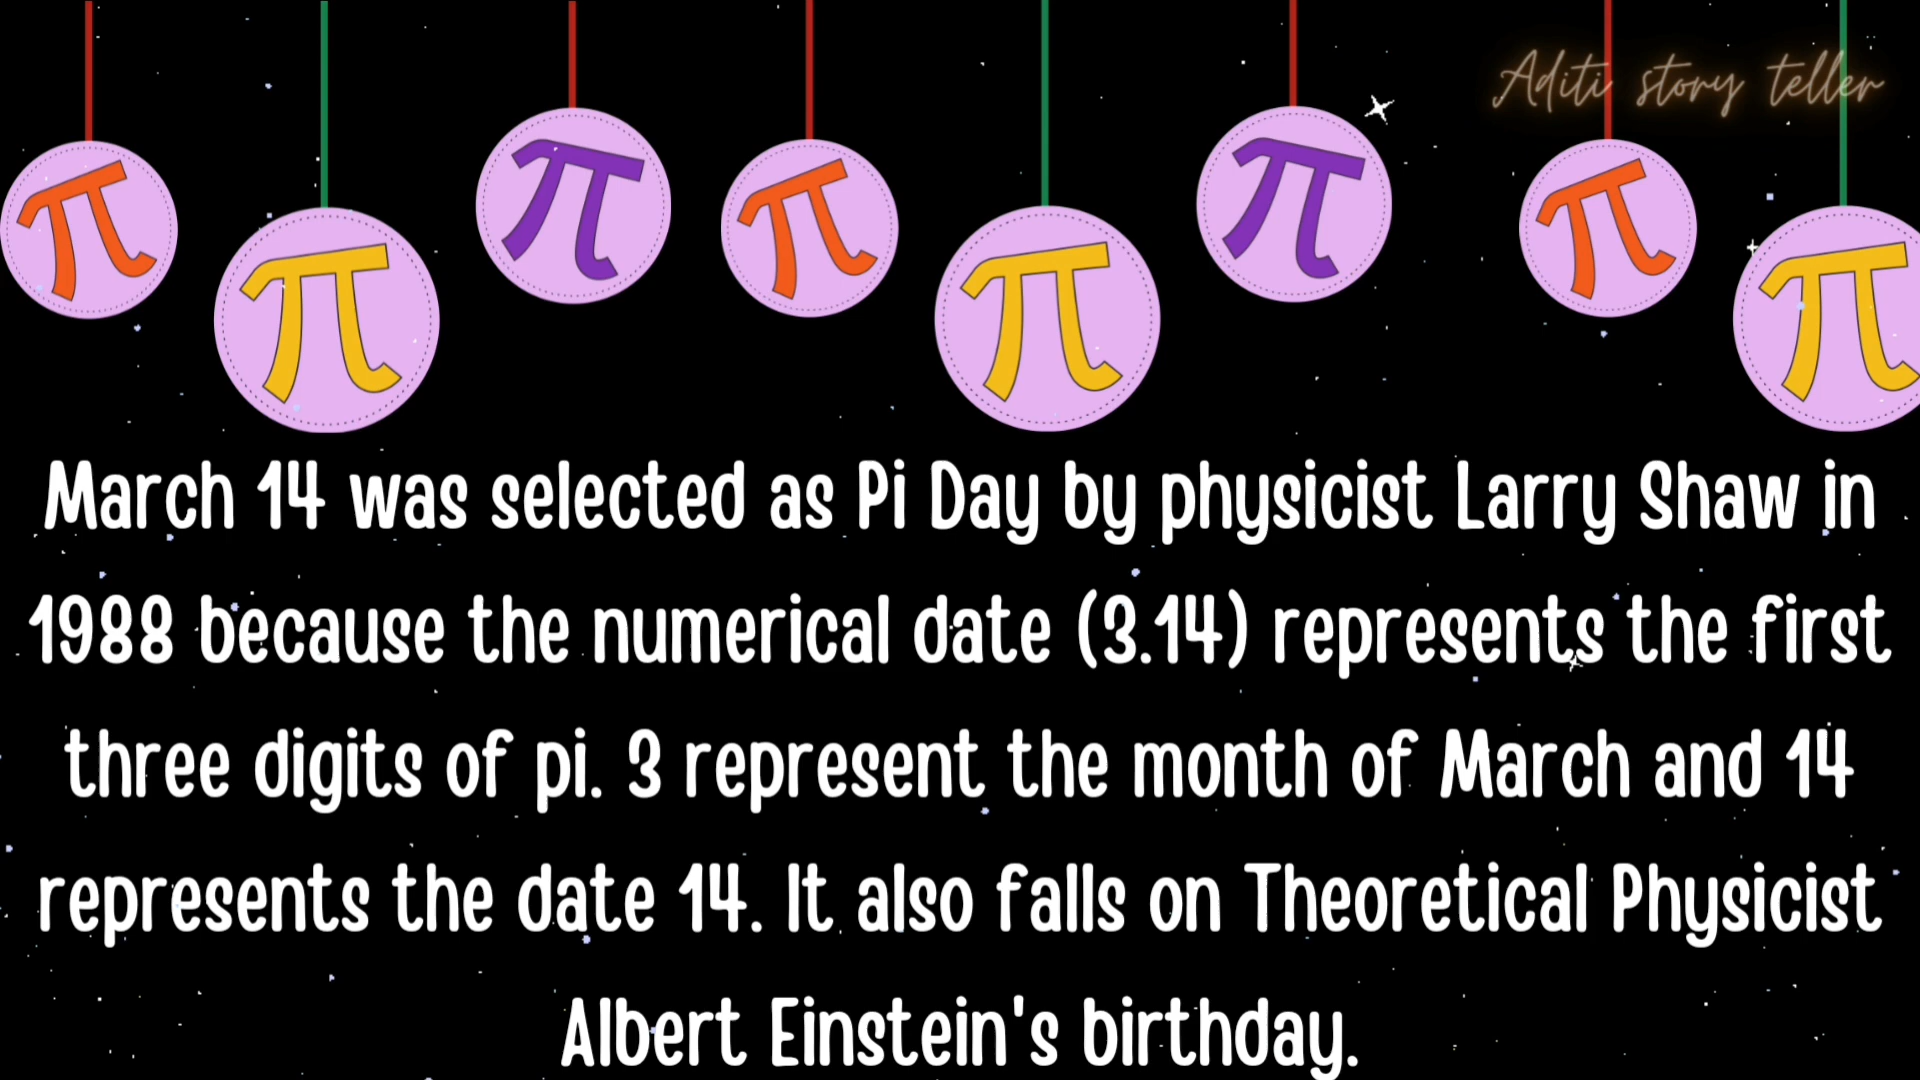 Aditi story teller
π π π π π π π π
March 14 was selected as Pi Day by physicist Larry Shaw in
1988 because the numerical date (3.14) represents the first
three digits of pi. 3 represent the month of March and 14
represents the date 14. It also falls on Theoretical Physicist
Albert Einstein's birthday.